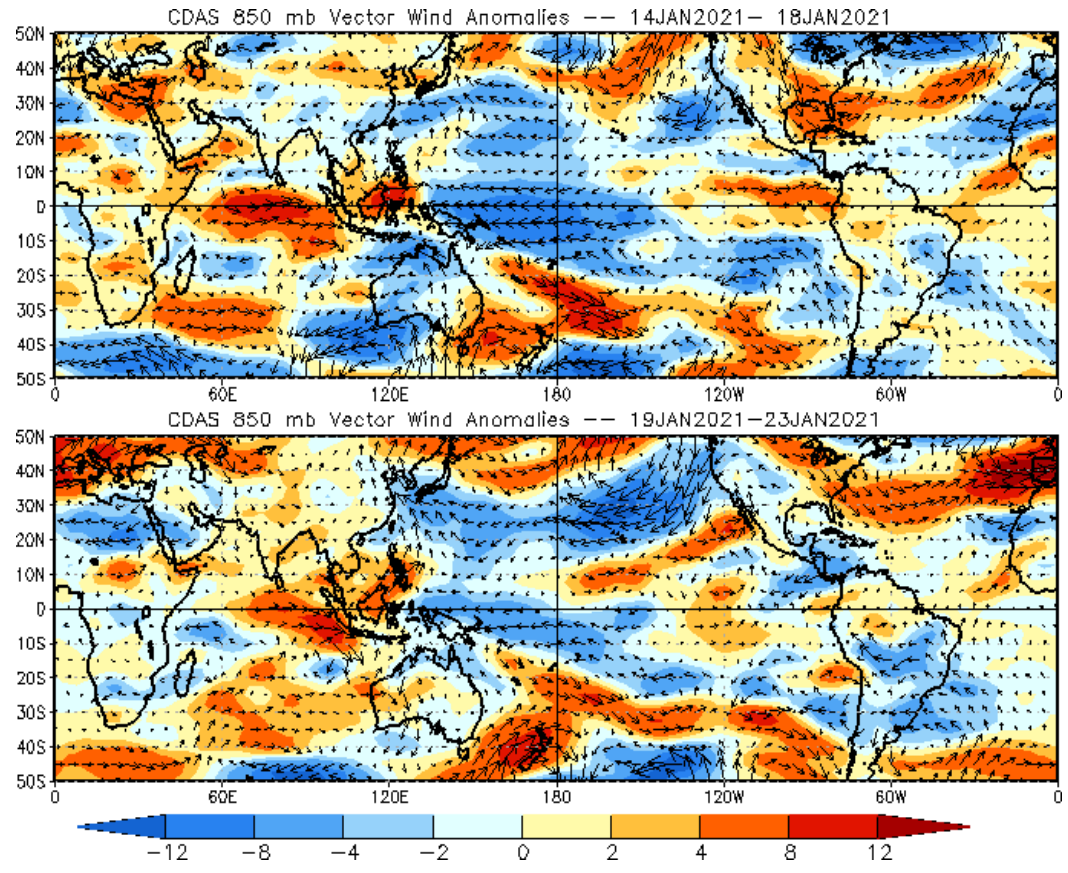 CDAS 850 mb Vector Wind Anomalies -- 14JAN2021- 18JAN2021
50N
40N
30N
20N
10N
0
10S
20S
30S
40S
50S
0 60E 120E 180 120W 60W 0
CDAS 850 mb Vector Wind Anomalies -- 19JAN2021-23JAN2021
50N
40N
30N
20N
10N
0
10S
20S
30S
40S
50S
0 60E 120E 180 120W 60W 0
-12 -8 -4 -2 0 2 4 8 12